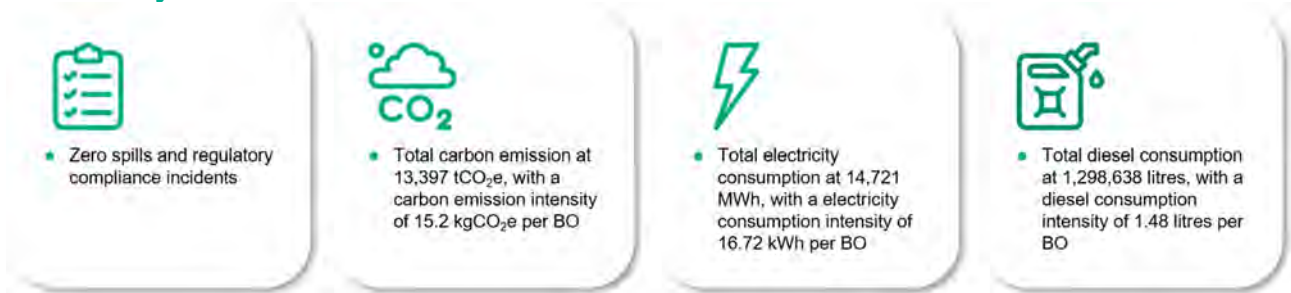 • Zero spills and regulatory
compliance incidents
CO₂
• Total carbon emission at
13,397 tCO₂e, with a
carbon emission intensity
of 15.2 kgCO₂e per BO
• Total electricity
consumption at 14,721
MWh, with a electricity
consumption intensity of
16.72 kWh per BO
• Total diesel consumption
at 1,298,638 litres, with a
diesel consumption
intensity of 1.48 litres per
BO